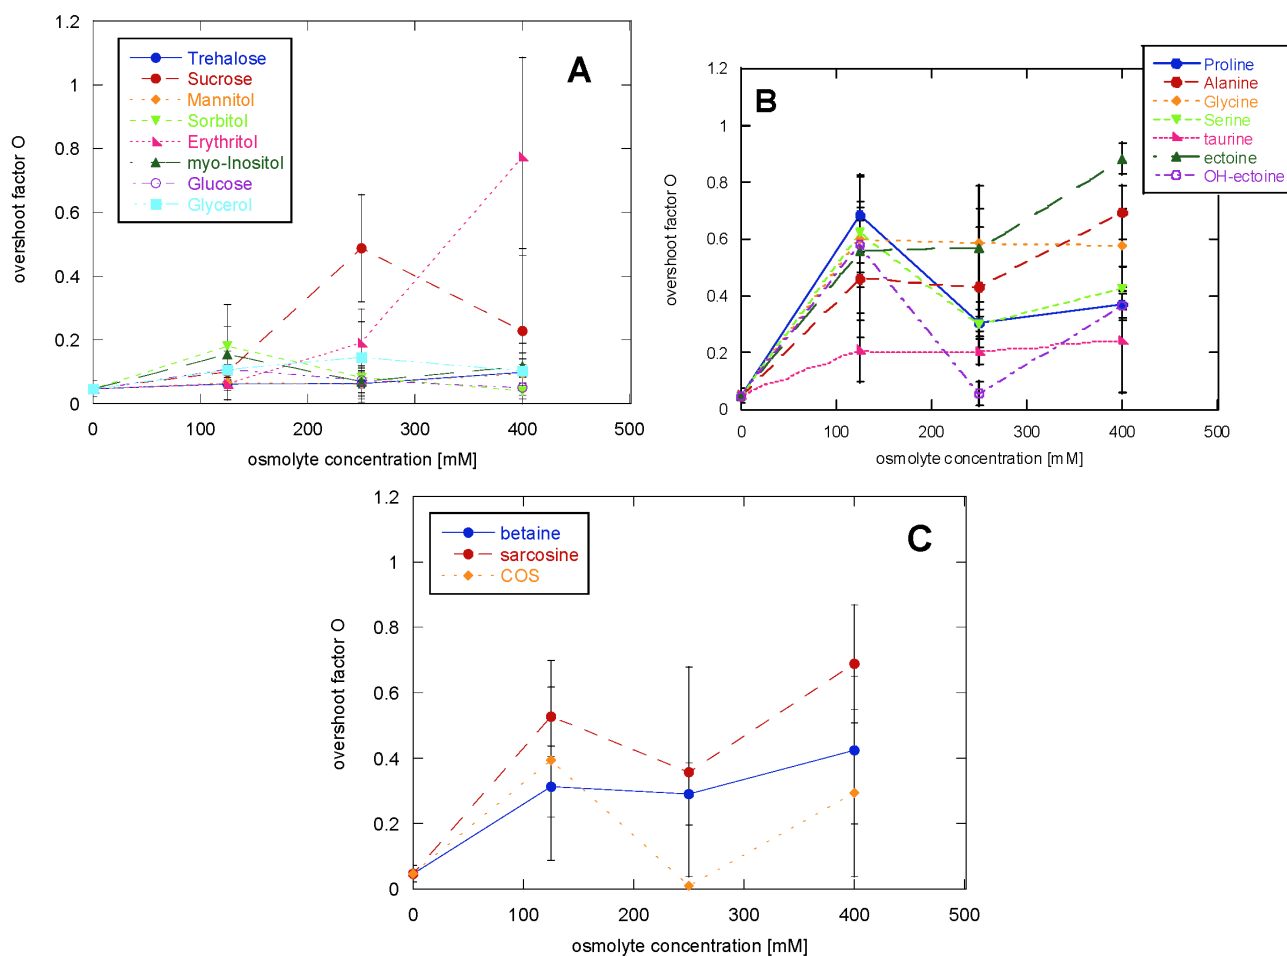 A
1.2
1
0.8
0.6
0.4
0.2
0
overshoot factor O
Trehalose
Sucrose
Mannitol
Sorbitol
Erythritol
myo-Inositol
Glucose
Glycerol
0 100 200 300 400 500
osmolyte concentration [mM]
B
1.2
1
0.8
0.6
0.4
0.2
0
overshoot factor O
Proline
Alanine
Glycine
Serine
taurine
ectoine
OH-ectoine
0 100 200 300 400 500
osmolyte concentration [mM]
C
1.2
1
0.8
0.6
0.4
0.2
0
overshoot factor O
betaine
sarcosine
COS
0 100 200 300 400 500
osmolyte concentration [mM]